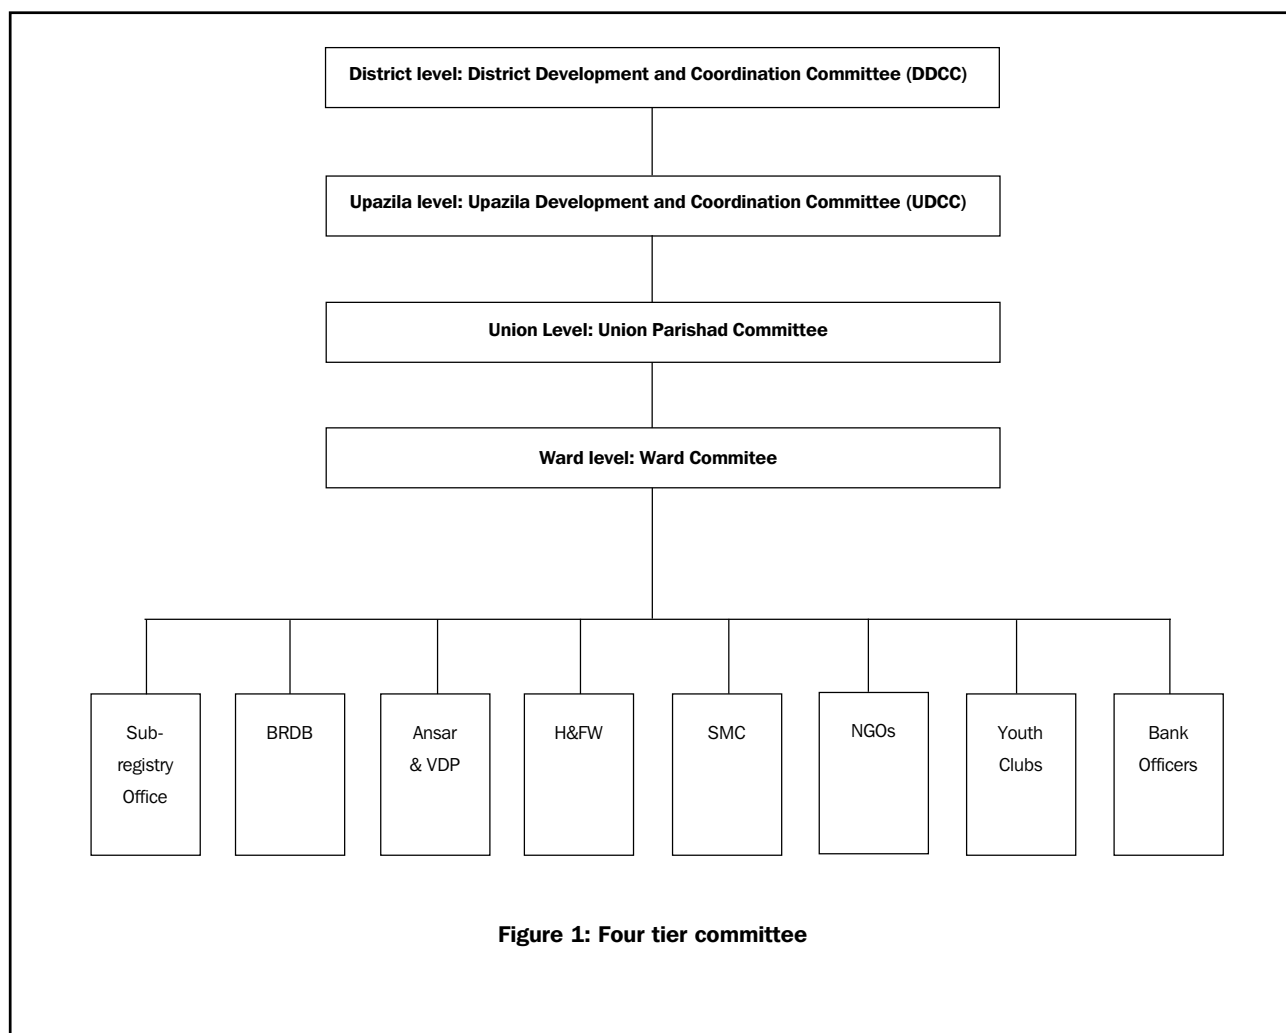 District level: District Development and Coordination Committee (DDCC)
Upazila level: Upazila Development and Coordination Committee (UDCC)
Union Level: Union Parishad Committee
Ward level: Ward Commitee
Sub-
registry
Office
BRDB
Ansar
& VDP
H&FW
SMC
NGOs
Youth
Clubs
Bank
Officers
Figure 1: Four tier committee